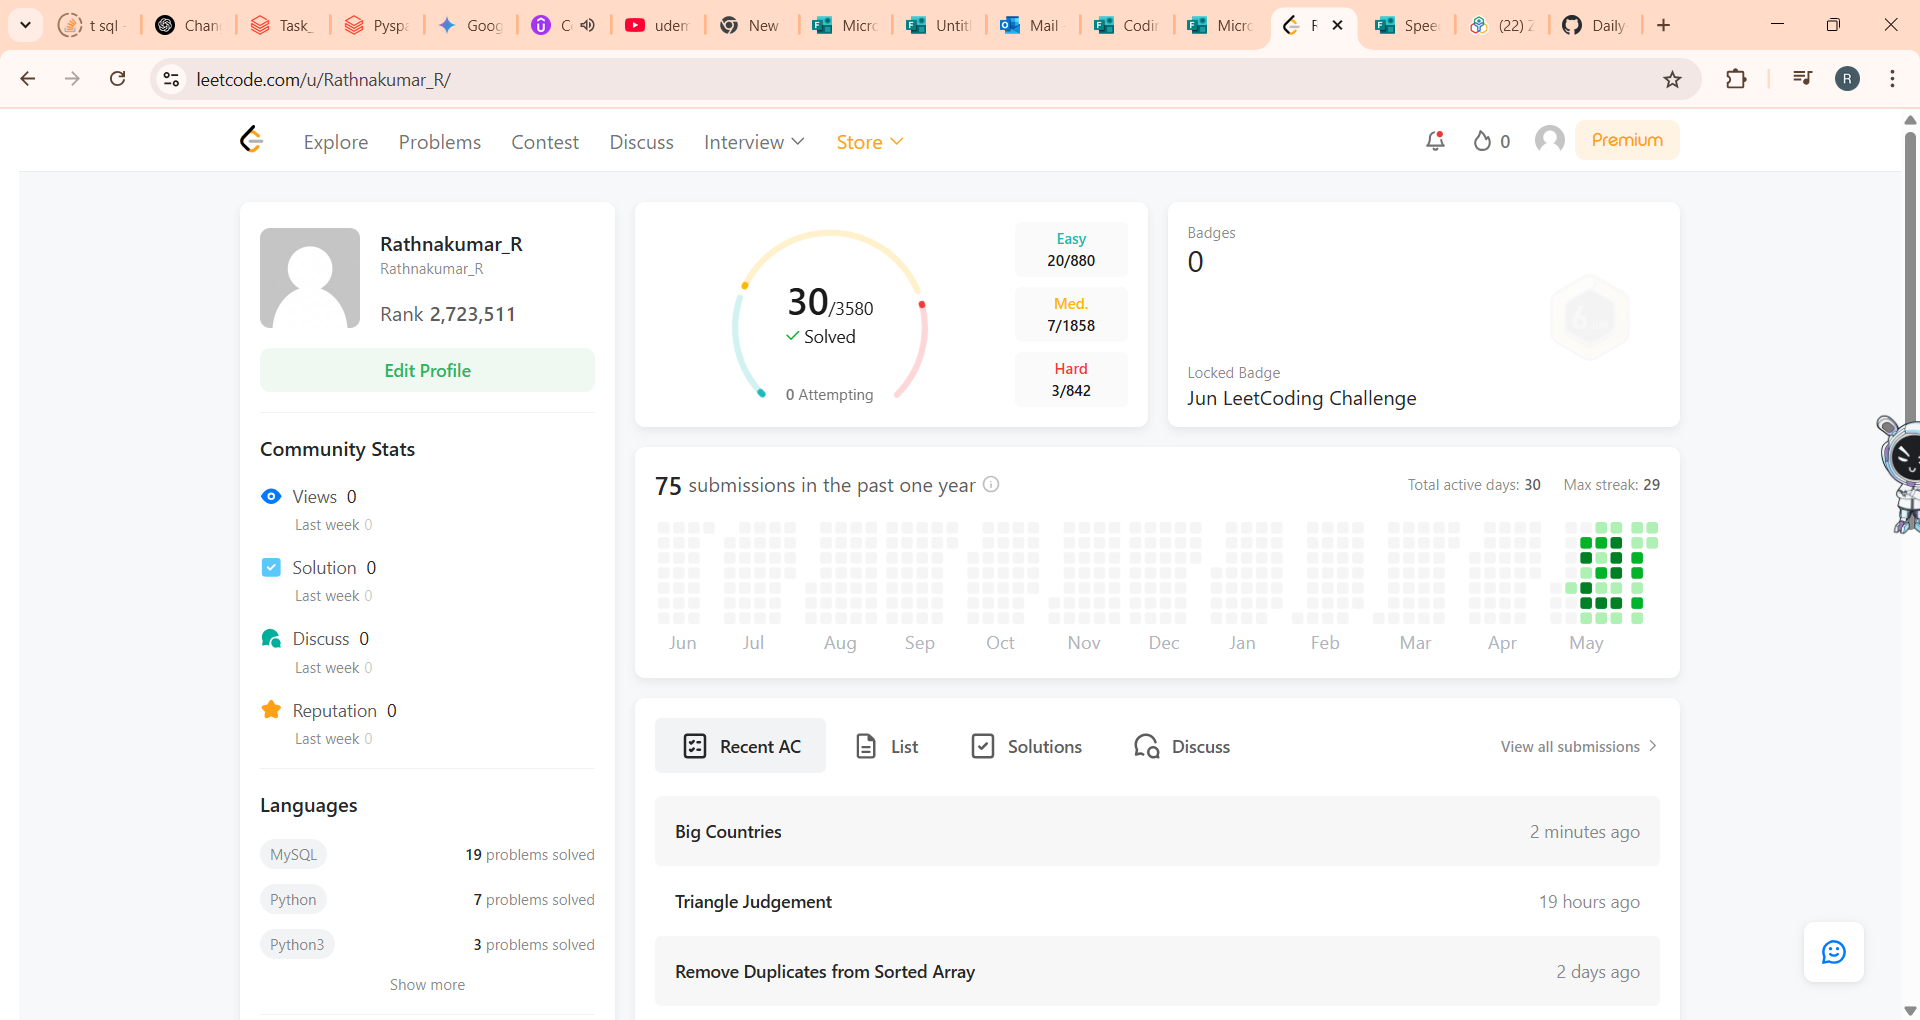 t sql
Chan
Task_
Pyspa
Goog
C
uden
New
Micro
Untit
Mail
Codin
Micro
R
Speed
(22) Z
Daily
leetcode.com/u/Rathnakumar_R/
R
Explore Problems Contest Discuss Interview Store
0
Premium
Rathnakumar_R
Rathnakumar_R
Rank 2,723,511
Edit Profile
Community Stats
Views 0
Last week 0
Solution 0
Last week 0
Discuss 0
Last week 0
Reputation 0
Last week 0
Languages
MySQL 19 problems solved
Python 7 problems solved
Python3 3 problems solved
Show more
30/3580
Solved
0 Attempting
Easy
20/880
Med.
7/1858
Hard
3/842
Badges
0
Locked Badge
Jun LeetCoding Challenge
75 submissions in the past one year
Total active days: 30 Max streak: 29
Jun Jul Aug Sep Oct Nov Dec Jan Feb Mar Apr May
Recent AC List Solutions Discuss View all submissions
Big Countries 2 minutes ago
Triangle Judgement 19 hours ago
Remove Duplicates from Sorted Array 2 days ago